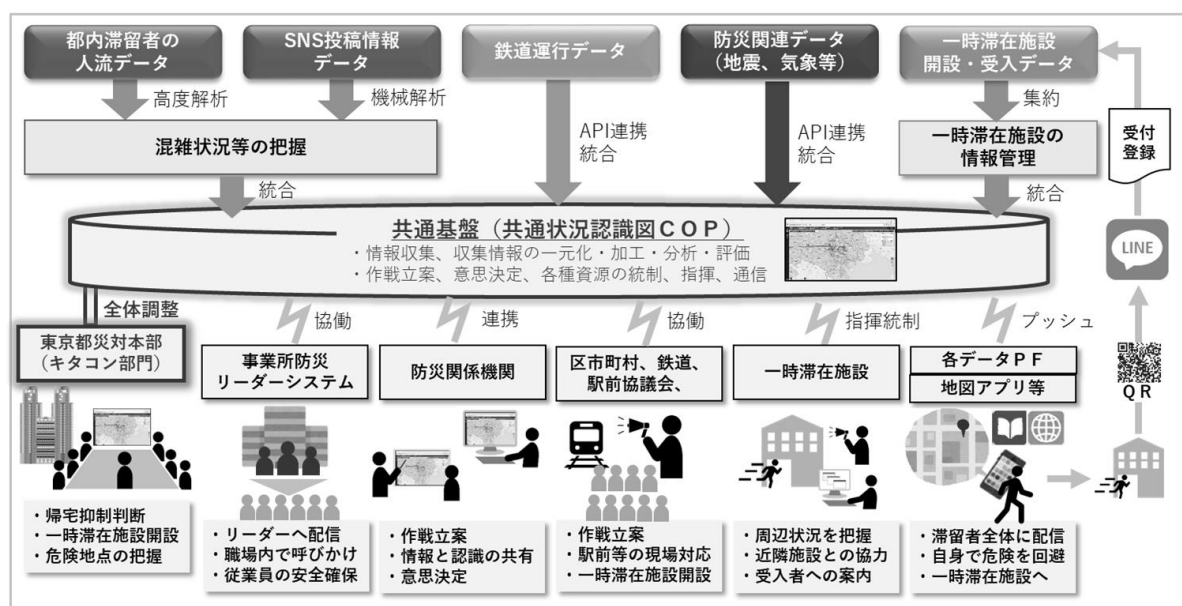 都内滞留者の
人流データ
SNS投稿情報
データ
鉄道運行データ
防災関連データ
（地震、気象等）
一時滞在施設
開設・受入データ
高度解析
機械解析
API連携
統合
API連携
統合
集約
受付
登録
混雑状況等の把握
一時滞在施設の
情報管理
統合
統合
共通基盤（共通状況認識図ＣＯＰ）
・情報収集、収集情報の一元化・加工・分析・評価
・作戦立案、意思決定、各種資源の統制、指揮、通信
LINE
全体調整
協働
連携
協働
指揮統制
プッシュ
東京都災対本部
（キタコン部門）
事業所防災
リーダーシステム
防災関係機関
区市町村、鉄道、
駅前協議会、
一時滞在施設
各データＰＦ
地図アプリ等
ＱＲ
・帰宅抑制判断
・一時滞在施設開設
・危険地点の把握
・リーダーへ配信
・職場内で呼びかけ
・従業員の安全確保
・作戦立案
・情報と認識の共有
・意思決定
・作戦立案
・駅前等の現場対応
・一時滞在施設開設
・周辺状況を把握
・近隣施設との協力
・受入者への案内
・滞留者全体に配信
・自身で危険を回避
・一時滞在施設へ